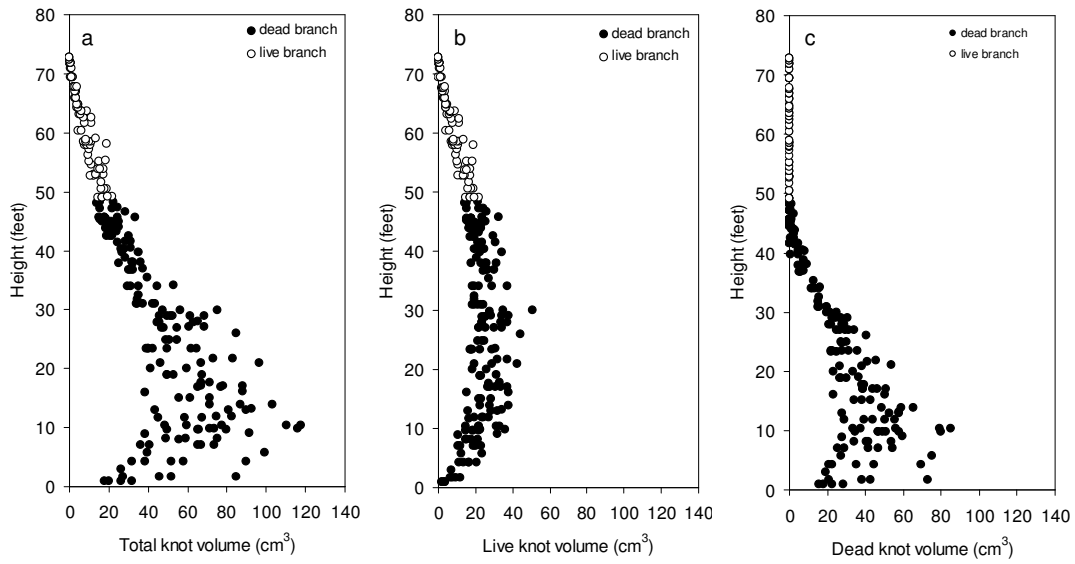 a
dead branch
live branch
80
70
60
50
40
30
20
10
0
Height (feet)
0 20 40 60 80 100 120 140
Total knot volume (cm³)
b
dead branch
live branch
80
70
60
50
40
30
20
10
0
Height (feet)
0 20 40 60 80 100 120 140
Live knot volume (cm³)
c
dead branch
live branch
80
70
60
50
40
30
20
10
0
Height (feet)
0 20 40 60 80 100 120 140
Dead knot volume (cm³)